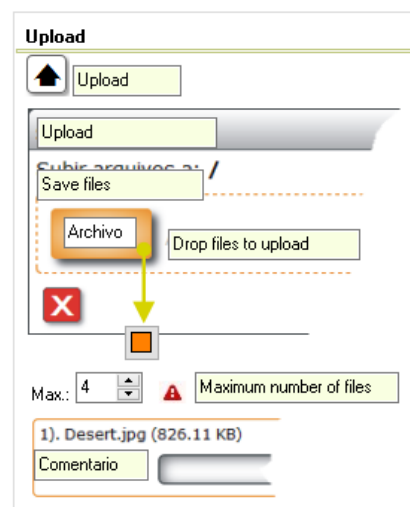 Upload
Upload
Upload
Subir arquivos a: /
Save files
Archivo
Drop files to upload
Max.: 4
Maximum number of files
1). Desert.jpg (826.11 KB)
Comentario